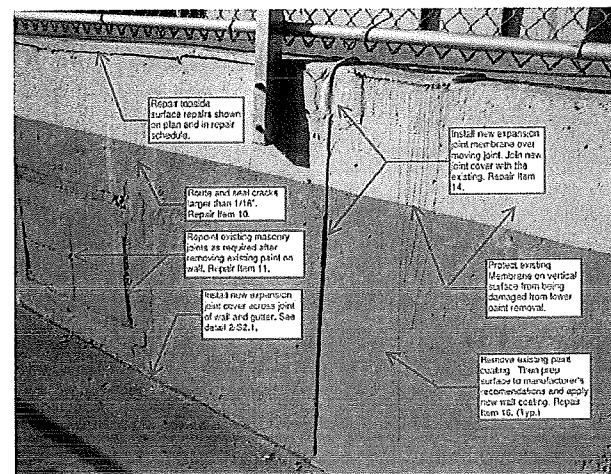 Repair topside
surface repairs shown
on plan and in repair
schedule.
Route and seal cracks
larger than 1/16".
Repair Item 10.
Repoint existing masonry
joints as required after
removing existing paint on
wall. Repair Item 11.
Install new expansion
joint cover across joint
of wall and gutter. See
detail 2-S2.1.
Install new expansion
joint membrane over
moving joint. Join new
joint cover with the
existing. Repair Item
14.
Protect existing
Membrane on vertical
surface from being
damaged from lower
paint removal.
Remove existing paint
coating. Then prep
surface to manufacturer's
recomendations and apply
new wall coating. Repair
Item 16. (Typ.)